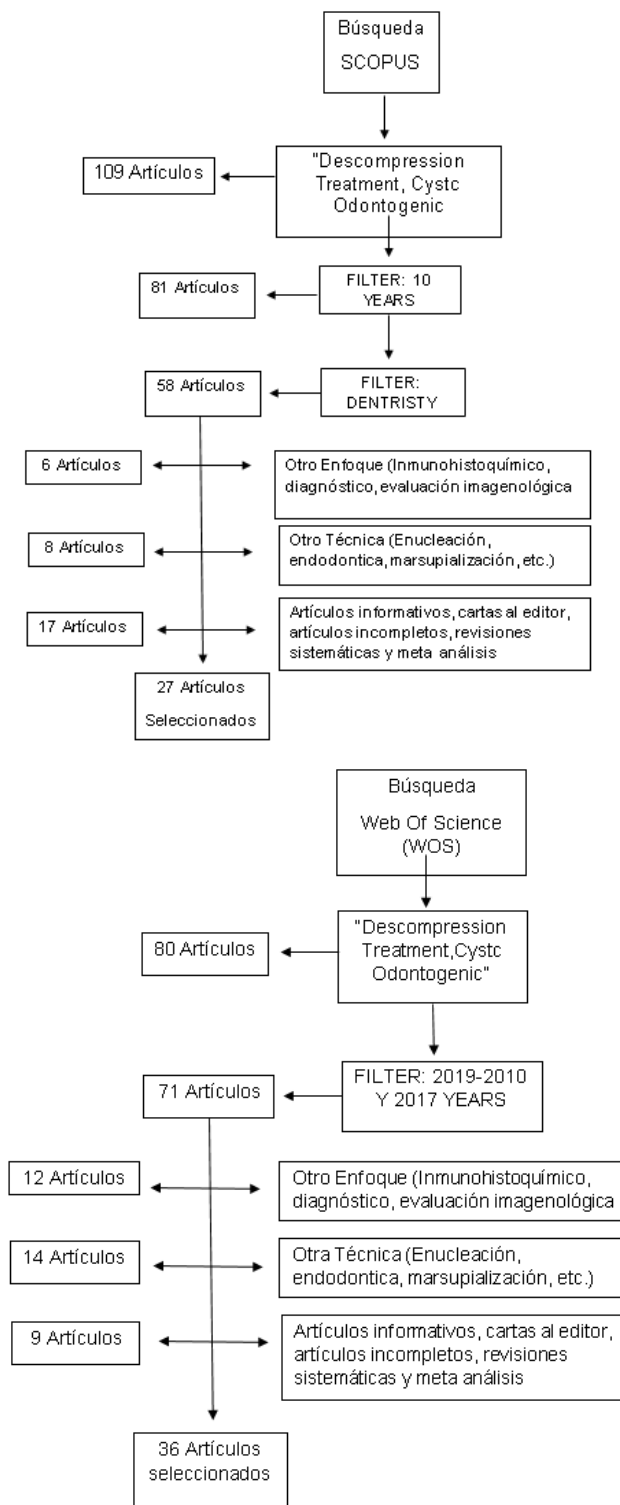 Búsqueda
SCOPUS
109 Artículos
"Descompression
Treatment, Cystc
Odontogenic
81 Artículos
FILTER: 10
YEARS
58 Artículos
FILTER:
DENTRISTY
6 Artículos
Otro Enfoque (Inmunohistoquímico,
diagnóstico, evaluación imagenológica
8 Artículos
Otro Técnica (Enucleación,
endodontica, marsupialización, etc.)
17 Artículos
Artículos informativos, cartas al editor,
artículos incompletos, revisiones
sistemáticas y meta análisis
27 Artículos
Seleccionados
Búsqueda
Web Of Science
(WOS)
80 Artículos
"Descompression
Treatment,Cystc
Odontogenic"
71 Artículos
FILTER: 2019-2010
Y 2017 YEARS
12 Artículos
Otro Enfoque (Inmunohistoquímico,
diagnóstico, evaluación imagenológica
14 Artículos
Otra Técnica (Enucleación,
endodontica, marsupialización, etc.)
9 Artículos
Artículos informativos, cartas al editor,
artículos incompletos, revisiones
sistemáticas y meta análisis
36 Artículos
seleccionados